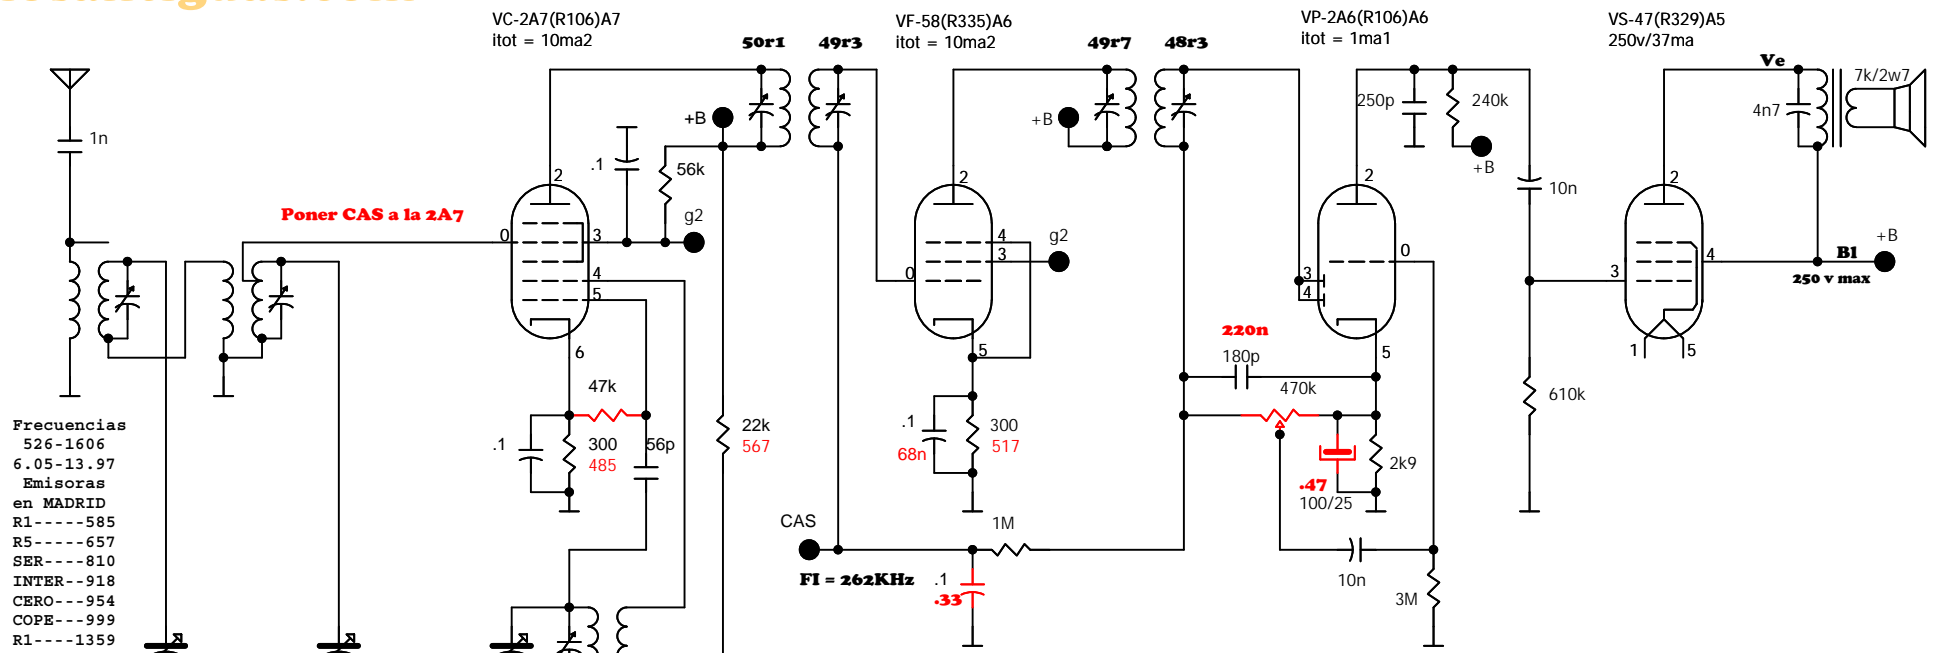 VC-2A7(R106)A7
itot = 10ma2
VF-58(R335)A6
itot = 10ma2
VP-2A6(R106)A6
itot = 1ma1
VS-47(R329)A5
250v/37ma
50r1
49r3
49r7
48r3
Ve
7k/2w7
4n7
1n
+B
.1
56k
g2
+B
250p
240k
+B
10n
Poner CAS a la 2A7
2
0
3
4
5
6
2
4
3
0
5
g2
2
0
3
4
5
2
3
4
1
5
B1
+B
250 v max
220n
180p
470k
47k
.1
300
485
56p
22k
567
.1
68n
300
517
.47
100/25
2k9
610k
CAS
1M
FI = 262KHz
.1
.33
10n
3M
Frecuencias
526-1606
6.05-13.97
Emisoras
en MADRID
R1-----585
R5-----657
SER----810
INTER--918
CERO---954
COPE---999
R1----1359